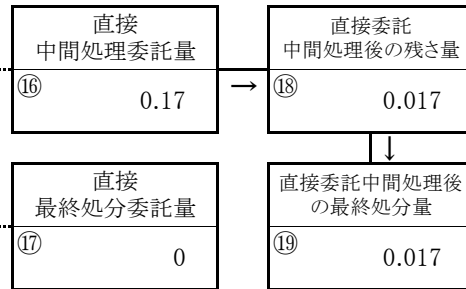 直接
中間処理委託量
⑯
0.17
→
直接委託
中間処理後の残さ量
⑱
0.017
↓
直接
最終処分委託量
⑰
0
直接委託中間処理後
の最終処分量
⑲
0.017